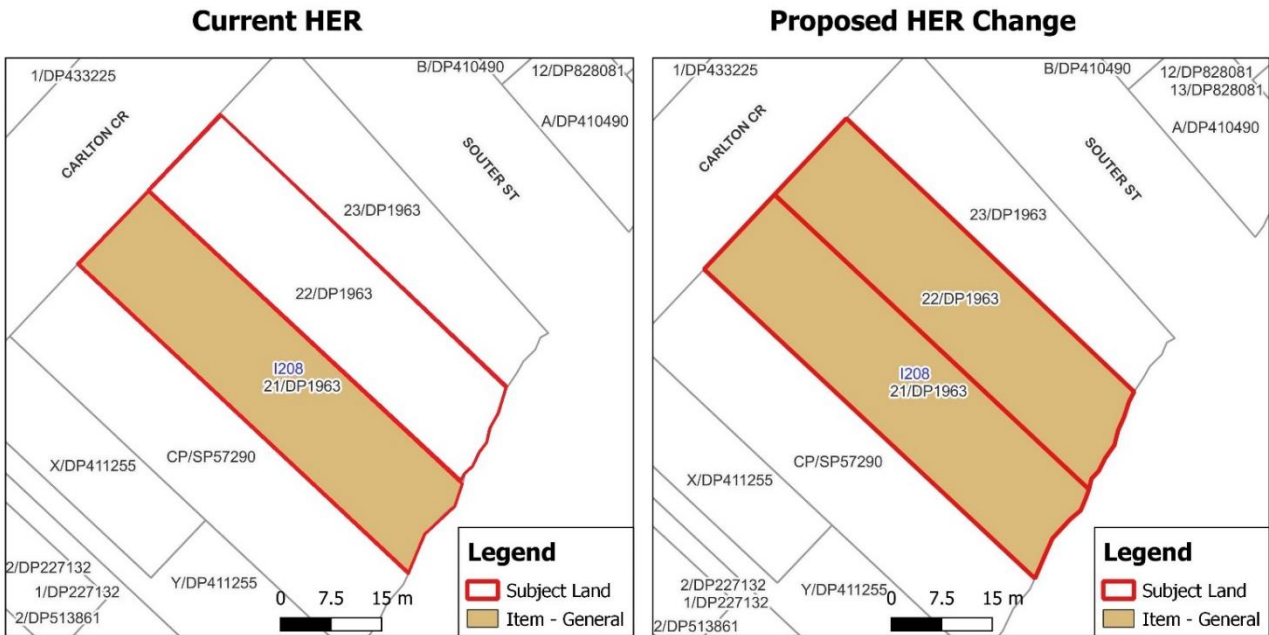 Current HER
1/DP433225
B/DP410490
12/DP828081
A/DP410490
CARLTON CR
SOUTER ST
23/DP1963
22/DP1963
I208
21/DP1963
CP/SP57290
X/DP411255
Y/DP411255
2/DP227132
1/DP227132
2/DP513861
0 7.5 15 m
Legend
Subject Land
Item - General
Proposed HER Change
1/DP433225
B/DP410490
12/DP828081
13/DP828081
A/DP410490
CARLTON CR
SOUTER ST
23/DP1963
22/DP1963
I208
21/DP1963
CP/SP57290
X/DP411255
Y/DP411255
2/DP227132
1/DP227132
2/DP513861
0 7.5 15 m
Legend
Subject Land
Item - General